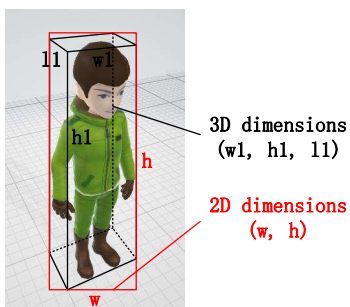 l1
w1
h1
h
w
3D dimensions
(w1, h1, l1)
2D dimensions
(w, h)